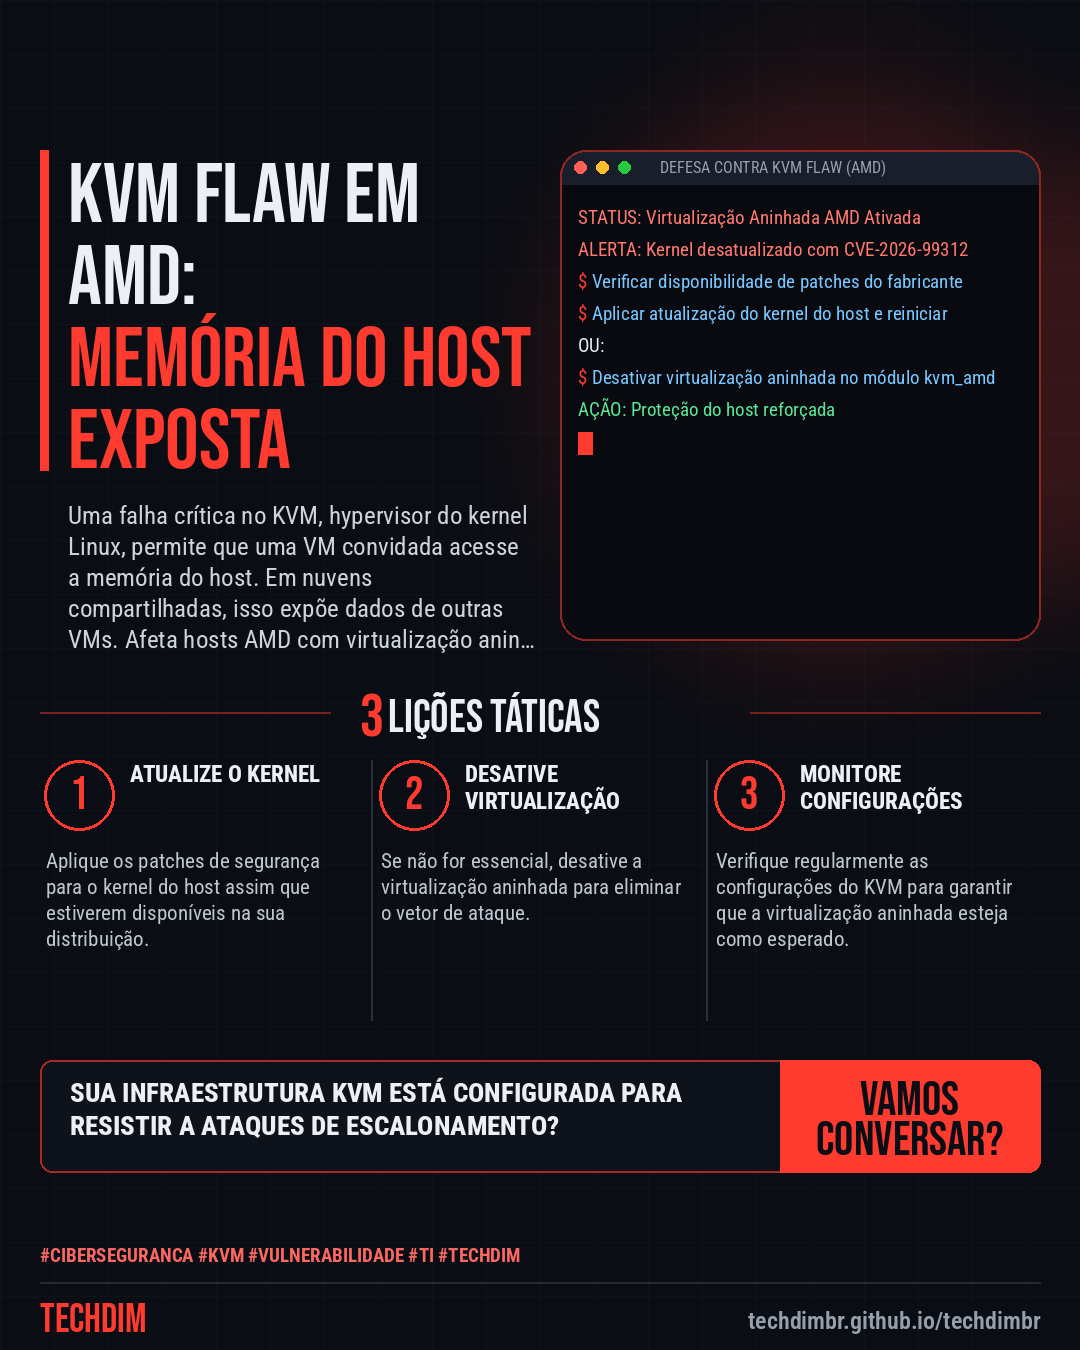 KVM FLAW EM
AMD:
MEMÓRIA DO HOST
EXPOSTA
Uma falha crítica no KVM, hypervisor do kernel
Linux, permite que uma VM convidada acesse
a memória do host. Em nuvens
compartilhadas, isso expõe dados de outras
VMs. Afeta hosts AMD com virtualização anin…
DEFESA CONTRA KVM FLAW (AMD)
STATUS: Virtualização Aninhada AMD Ativada
ALERTA: Kernel desatualizado com CVE-2026-99312
$ Verificar disponibilidade de patches do fabricante
$ Aplicar atualização do kernel do host e reiniciar
OU:
$ Desativar virtualização aninhada no módulo kvm_amd
AÇÃO: Proteção do host reforçada
3 LIÇÕES TÁTICAS
1
ATUALIZE O KERNEL
Aplique os patches de segurança
para o kernel do host assim que
estiverem disponíveis na sua
distribuição.
2
DESATIVE
VIRTUALIZAÇÃO
Se não for essencial, desative a
virtualização aninhada para eliminar
o vetor de ataque.
3
MONITORE
CONFIGURAÇÕES
Verifique regularmente as
configurações do KVM para garantir
que a virtualização aninhada esteja
como esperado.
SUA INFRAESTRUTURA KVM ESTÁ CONFIGURADA PARA
RESISTIR A ATAQUES DE ESCALONAMENTO?
VAMOS
CONVERSAR?
#CIBERSEGURANCA #KVM #VULNERABILIDADE #TI #TECHDIM
TECHDIM
techdimbr.github.io/techdimbr